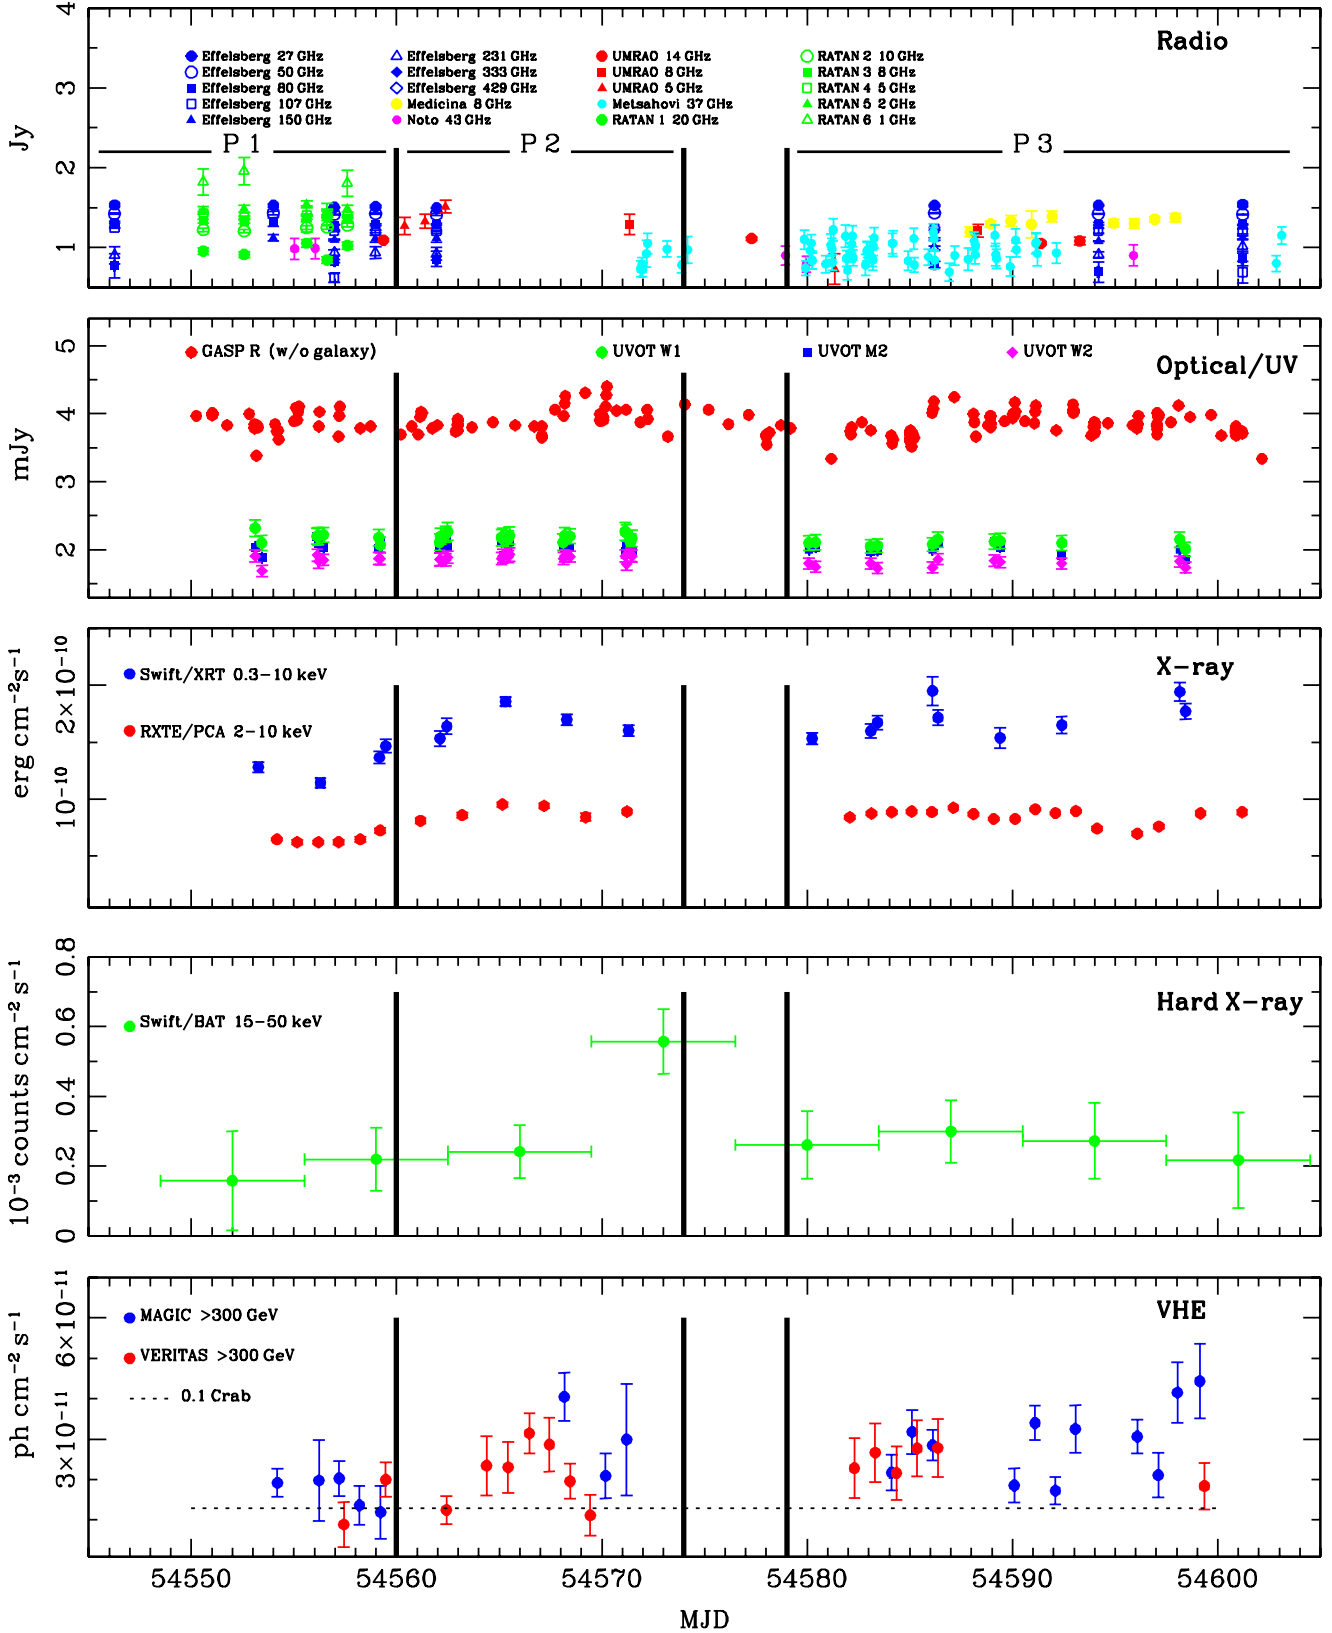 Radio
Effelsberg 27 GHz
Effelsberg 50 GHz
Effelsberg 80 GHz
Effelsberg 107 GHz
Effelsberg 150 GHz
Effelsberg 231 GHz
Effelsberg 333 GHz
Effelsberg 429 GHz
Medicina 8 GHz
Noto 43 GHz
UMRAO 14 GHz
UMRAO 8 GHz
UMRAO 5 GHz
Metsahovi 37 GHz
RATAN 1 20 GHz
RATAN 2 10 GHz
RATAN 3 8 GHz
RATAN 4 5 GHz
RATAN 5 2 GHz
RATAN 6 1 GHz
P 1
P 2
P 3
4
3
2
1
Jy
GASP R (w/o galaxy)
UVOT W1
UVOT M2
UVOT W2
Optical/UV
5
4
3
2
mJy
Swift/XRT 0.3−10 keV
RXTE/PCA 2−10 keV
X−ray
2×10⁻¹⁰
10⁻¹⁰
erg cm⁻²s⁻¹
Swift/BAT 15−50 keV
Hard X−ray
0.8
0.6
0.4
0.2
0
10⁻³ counts cm⁻² s⁻¹
MAGIC >300 GeV
VERITAS >300 GeV
0.1 Crab
VHE
6×10⁻¹¹
3×10⁻¹¹
ph cm⁻² s⁻¹
54550
54560
54570
54580
54590
54600
MJD